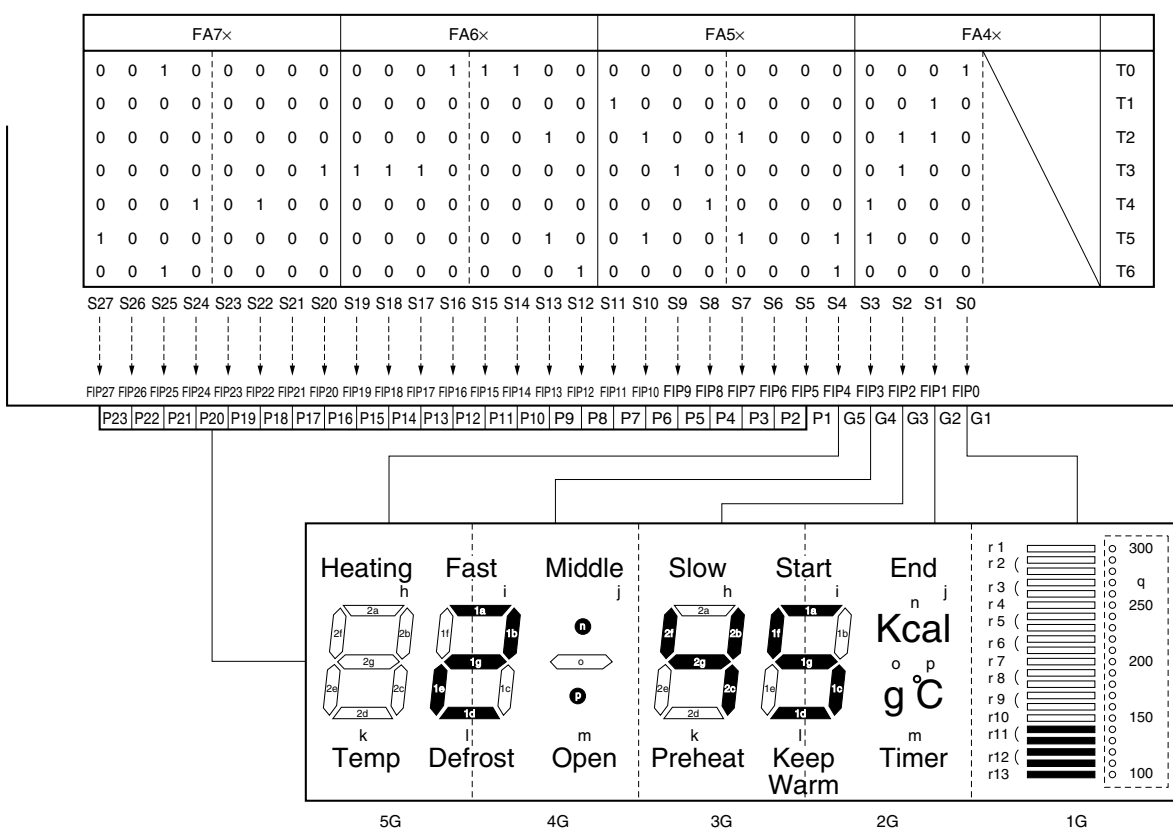 FA7× FA6× FA5× FA4×
0 0 1 0 0 0 0 0 0 0 0 1 1 1 0 0 0 0 0 0 0 0 0 0 0 0 0 1 T0
0 0 0 0 0 0 0 0 0 0 0 0 0 0 0 0 1 0 0 0 0 0 0 0 0 0 1 0 T1
0 0 0 0 0 0 0 0 0 0 0 0 0 0 1 0 0 1 0 0 1 0 0 0 0 1 1 0 T2
0 0 0 0 0 0 0 1 1 1 1 0 0 0 0 0 0 0 1 0 0 0 0 0 0 1 0 0 T3
0 0 0 1 0 1 0 0 0 0 0 0 0 0 0 0 0 0 0 1 0 0 0 0 1 0 0 0 T4
1 0 0 0 0 0 0 0 0 0 0 0 0 0 1 0 0 1 0 0 1 0 0 1 1 0 0 0 T5
0 0 1 0 0 0 0 0 0 0 0 0 0 0 0 1 0 0 0 0 0 0 0 1 0 0 0 0 T6
S27 S26 S25 S24 S23 S22 S21 S20 S19 S18 S17 S16 S15 S14 S13 S12 S11 S10 S9 S8 S7 S6 S5 S4 S3 S2 S1 S0
FIP27 FIP26 FIP25 FIP24 FIP23 FIP22 FIP21 FIP20 FIP19 FIP18 FIP17 FIP16 FIP15 FIP14 FIP13 FIP12 FIP11 FIP10 FIP9 FIP8 FIP7 FIP6 FIP5 FIP4 FIP3 FIP2 FIP1 FIP0
P23 P22 P21 P20 P19 P18 P17 P16 P15 P14 P13 P12 P11 P10 P9 P8 P7 P6 P5 P4 P3 P2 P1 G5 G4 G3 G2 G1
Heating Fast Middle Slow Start End
h i j h i j
2a 1a 2a 1a
2f 2b 1f 1b n 2f 2b 1f 1b
2g 1g o 2g 1g
2e 2c 1e 1c p 2e 2c 1e 1c
2d 1d 2d 1d
n
Kcal
o p
g °C
k l m k l m
Temp Defrost Open Preheat Keep Timer
Warm
r 1 300
r 2 (
r 3 ( q
r 4 250
r 5 (
r 6 (
r 7 200
r 8 (
r 9 (
r10 150
r11 (
r12 (
r13 100
5G 4G 3G 2G 1G